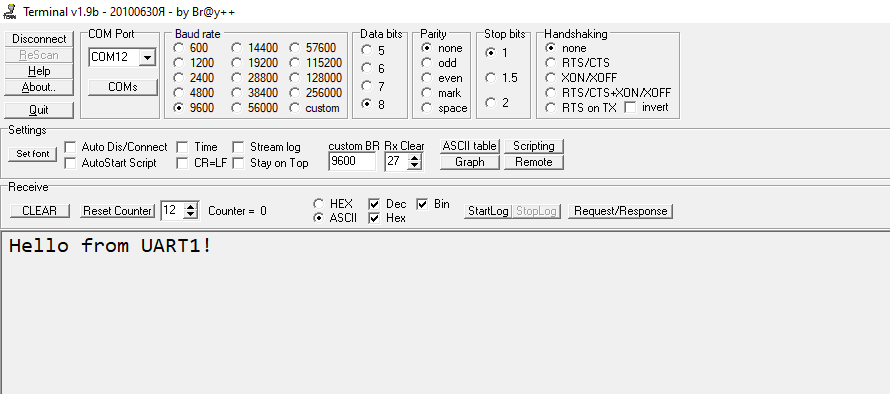 Terminal v1.9b - 20100630Я - by Br@y++
Disconnect
ReScan
Help
About..
Quit
COM Port
COM12
COMs
Baud rate
600 14400 57600
1200 19200 115200
2400 28800 128000
4800 38400 256000
9600 56000 custom
Data bits
5
6
7
8
Parity
none
odd
even
mark
space
Stop bits
1
1.5
2
Handshaking
none
RTS/CTS
XON/XOFF
RTS/CTS+XON/XOFF
RTS on TX invert
Settings
Set font
Auto Dis/Connect Time Stream log
AutoStart Script CR=LF Stay on Top
custom BR Rx Clear
9600 27
ASCII table Scripting
Graph Remote
Receive
CLEAR Reset Counter 12 Counter = 0
HEX Dec Bin
ASCII Hex
StartLog StopLog Request/Response
Hello from UART1!